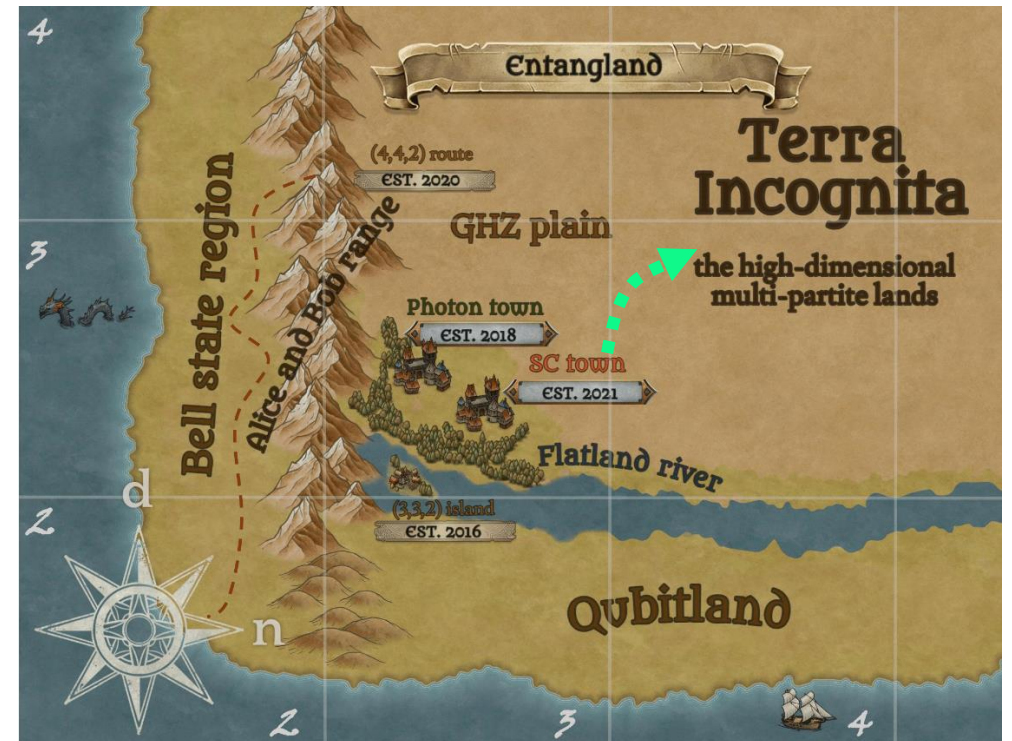 4
Entangland
Terra
Incognita
(4,4,2) route
EST. 2020
GHZ plain
3
Bell state region
Alice and Bob range
the high-dimensional
multi-partite lands
Photon town
EST. 2018
SC town
EST. 2021
Flatland river
d
2
(3,3,2) island
EST. 2016
Qubitland
n
2
3
4